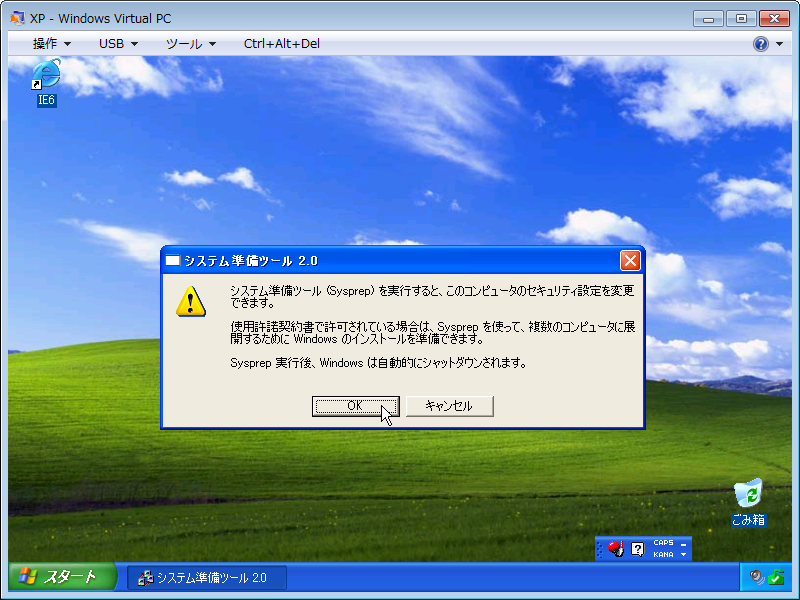 XP - Windows Virtual PC
操作 USB ツール Ctrl+Alt+Del
IE6
システム準備ツール 2.0
システム準備ツール (Sysprep) を実行すると、このコンピュータのセキュリティ設定を変更
できます。
使用許諾契約書で許可されている場合は、Sysprep を使って、複数のコンピュータに展
開するために Windows のインストールを準備できます。
Sysprep 実行後、Windows は自動的にシャットダウンされます。
OK キャンセル
ごみ箱
CAPS
KANA
スタート システム準備ツール 2.0